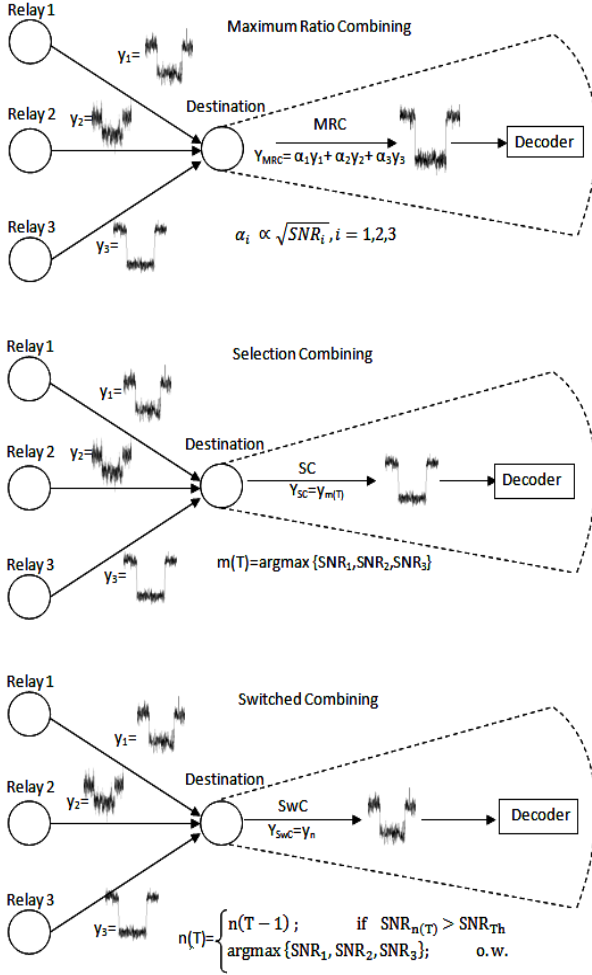 Relay 1
Maximum Ratio Combining
y₁=
Relay 2
y₂=
Destination
MRC
Y_MRC= α₁y₁+ α₂y₂+ α₃y₃
Decoder
Relay 3
y₃=
αᵢ ∝ √SNRᵢ, i = 1,2,3
Relay 1
Selection Combining
y₁=
Relay 2
y₂=
Destination
SC
Y_SC=y_m(T)
Decoder
Relay 3
y₃=
m(T)=argmax {SNR₁,SNR₂,SNR₃}
Relay 1
Switched Combining
y₁=
Relay 2
y₂=
Destination
SwC
Y_SwC=yₙ
Decoder
Relay 3
y₃=
n(T)= { n(T − 1) ; if SNR_n(T) > SNR_Th
argmax {SNR₁, SNR₂, SNR₃}; o.w.